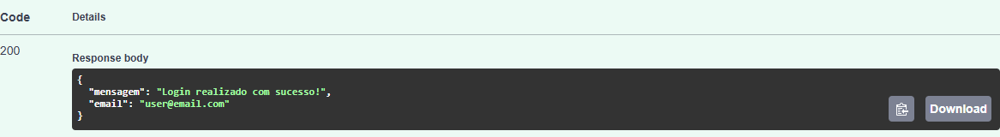 Code Details
200
Response body
{
"mensagem": "Login realizado com sucesso!",
"email": "user@email.com"
}
Download